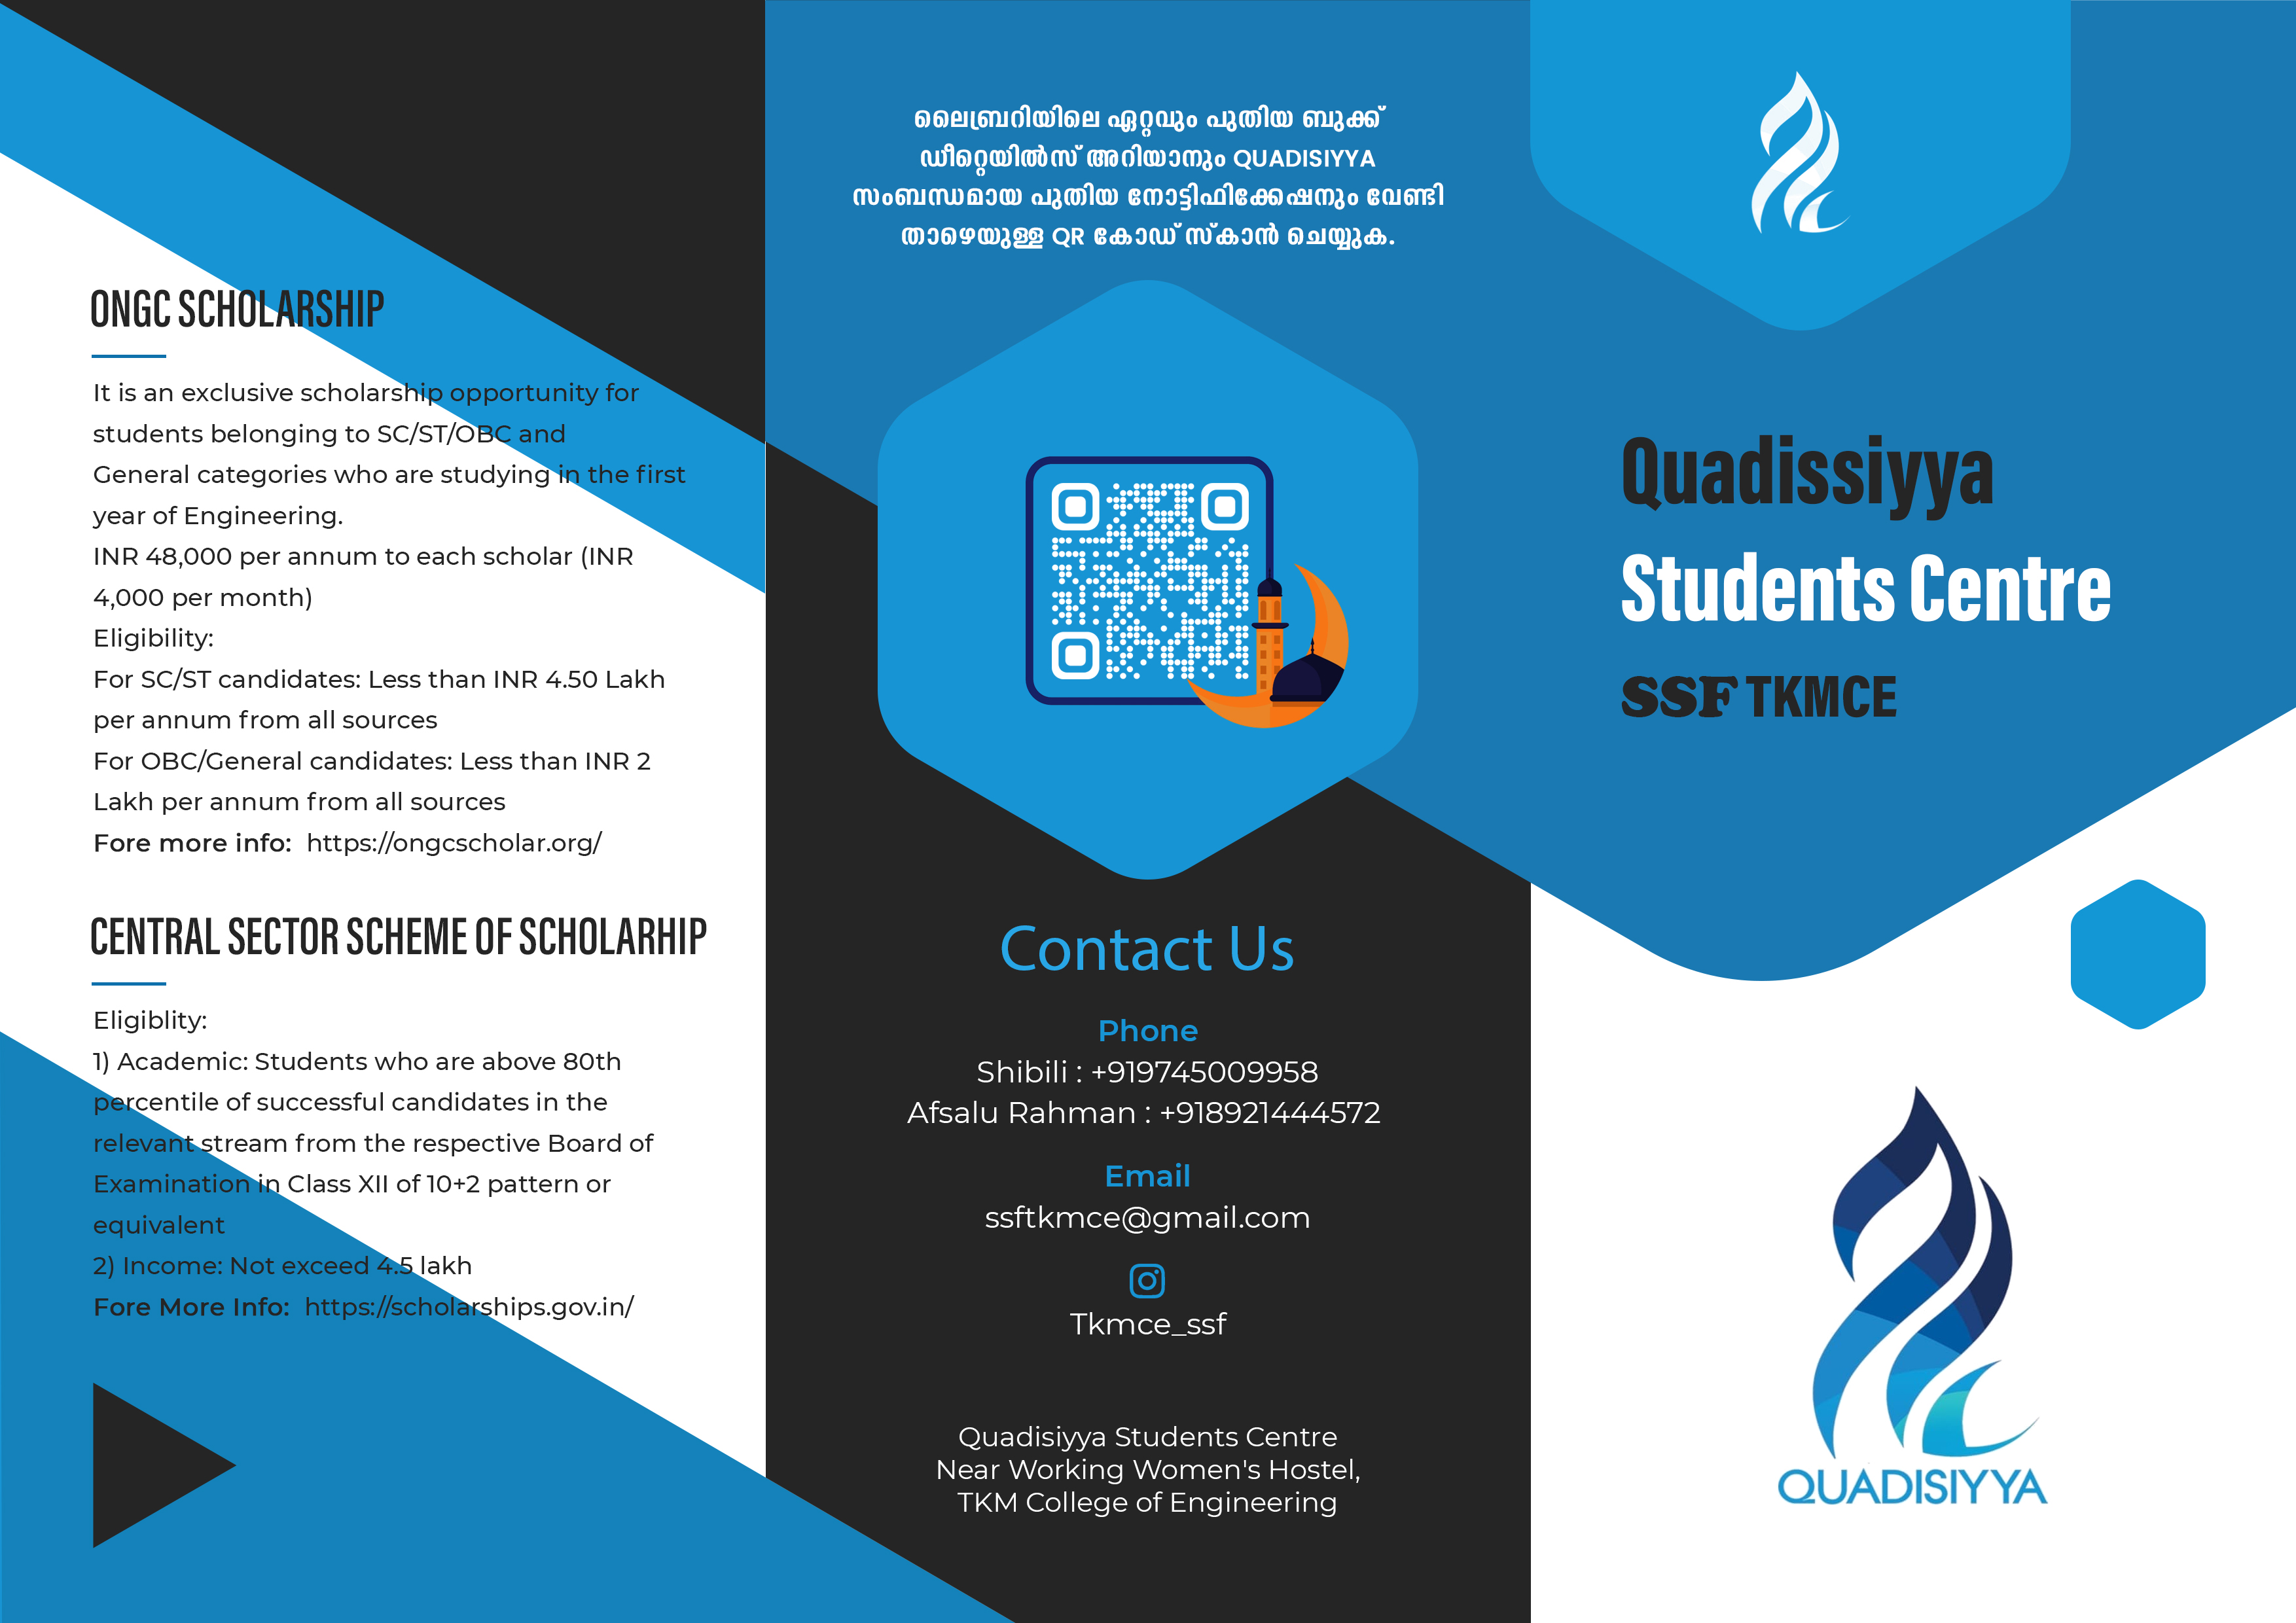 ONGC SCHOLARSHIP
It is an exclusive scholarship opportunity for
students belonging to SC/ST/OBC and
General categories who are studying in the first
year of Engineering.
INR 48,000 per annum to each scholar (INR
4,000 per month)
Eligibility:
For SC/ST candidates: Less than INR 4.50 Lakh
per annum from all sources
For OBC/General candidates: Less than INR 2
Lakh per annum from all sources
Fore more info: https://ongcscholar.org/
CENTRAL SECTOR SCHEME OF SCHOLARHIP
Eligiblity:
1) Academic: Students who are above 80th
percentile of successful candidates in the
relevant stream from the respective Board of
Examination in Class XII of 10+2 pattern or
equivalent
2) Income: Not exceed 4.5 lakh
Fore More Info: https://scholarships.gov.in/
ലൈബ്രറിയിലെ ഏറ്റവും പുതിയ ബുക്ക്
ഡീറ്റെയിൽസ് അറിയാനും QUADISIYYA
സംബന്ധമായ പുതിയ നോട്ടിഫിക്കേഷനും വേണ്ടി
താഴെയുള്ള QR കോഡ് സ്കാൻ ചെയ്യുക.
Contact Us
Phone
Shibili : +919745009958
Afsalu Rahman : +918921444572
Email
ssftkmce@gmail.com
Tkmce_ssf
Quadisiyya Students Centre
Near Working Women's Hostel,
TKM College of Engineering
Quadissiyya
Students Centre
SSF TKMCE
QUADISIYYA